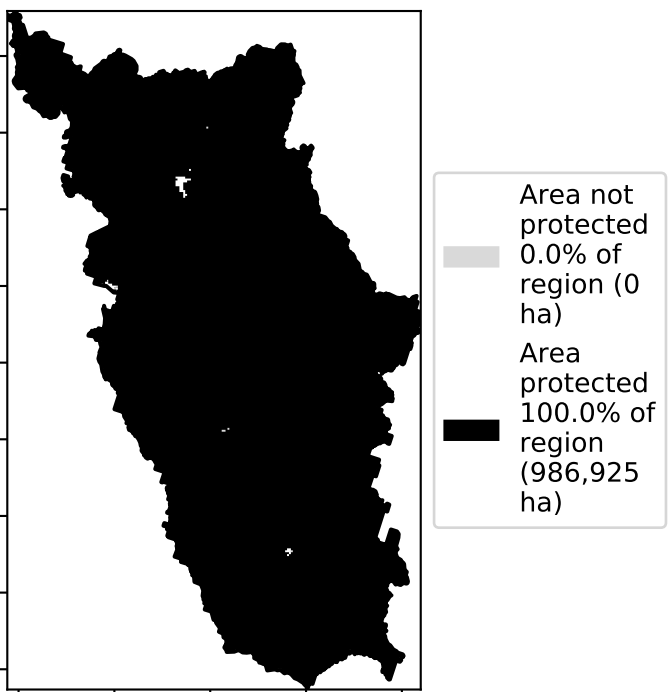 Area not
protected
0.0% of
region (0
ha)
Area
protected
100.0% of
region
(986,925
ha)